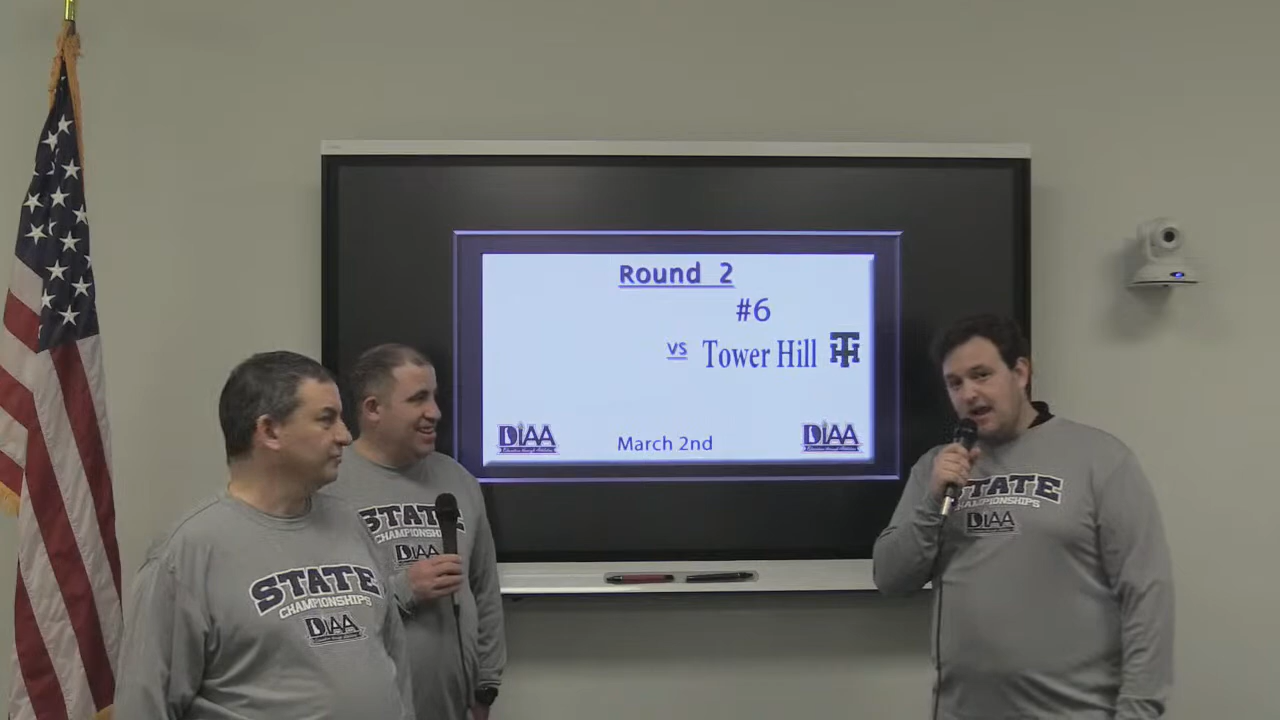 Round 2
#6
vs Tower Hill TH
DIAA
March 2nd
DIAA
STATE
CHAMPIONSHIPS
DIAA
STATE
CHAMPIONSHIPS
DIAA
STATE
CHAMPIONSHIPS
DIAA